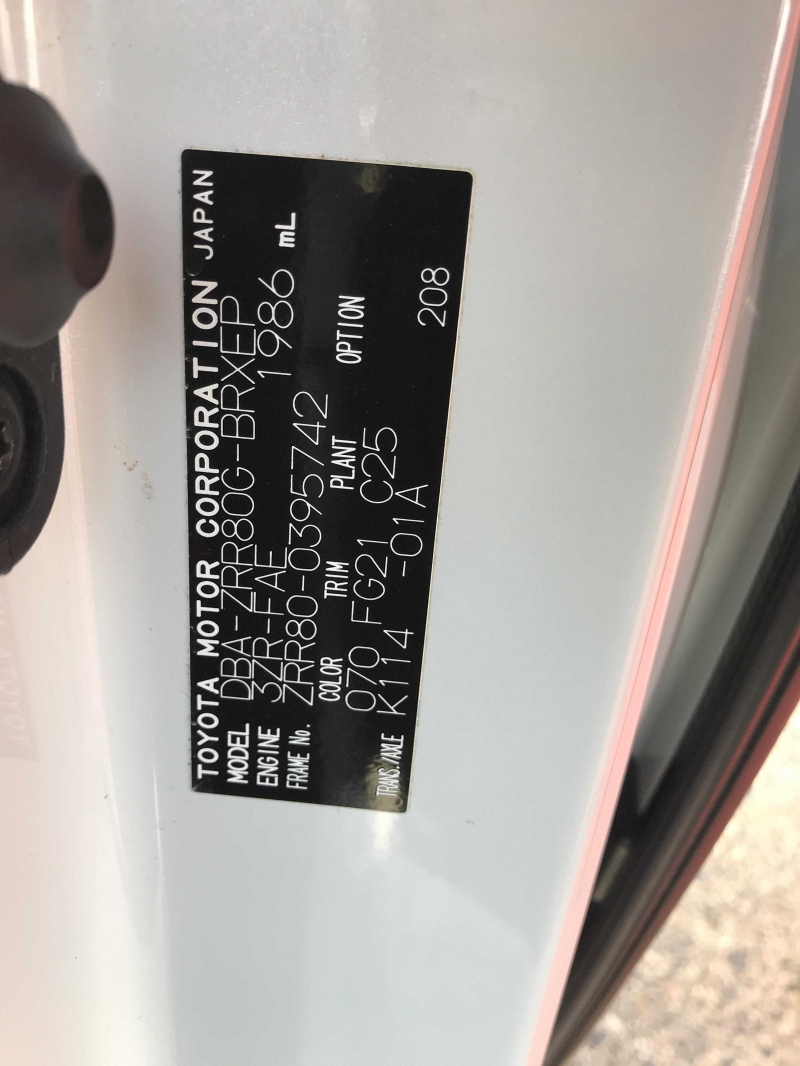 TOYOTA MOTOR CORPORATION JAPAN
MODEL DBA-ZRR80G-BRXEP
ENGINE 3ZR-FAE 1986 mL
FRAME No. ZRR80-0395742
COLOR TRIM PLANT OPTION
070 FG21 C25
TRANS./AXLE K114 -01A 208